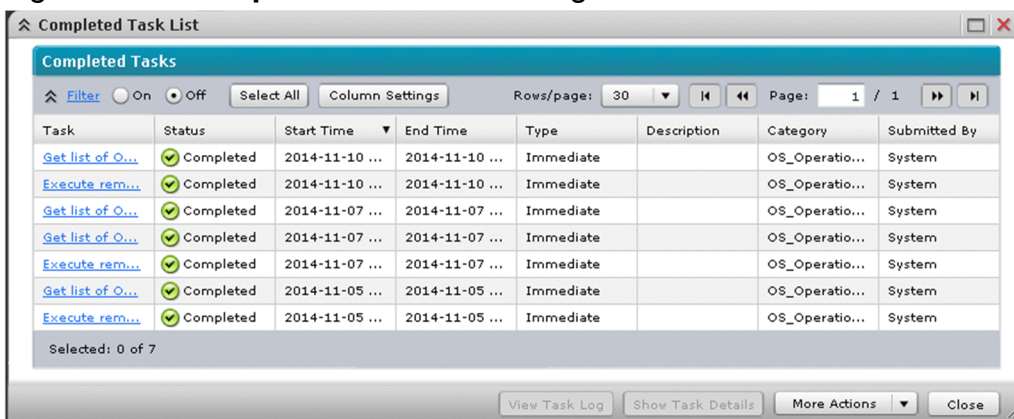 Completed Task List
Completed Tasks
Filter On Off Select All Column Settings Rows/page: 30 Page: 1 / 1
Task Status Start Time End Time Type Description Category Submitted By
Get list of O... Completed 2014-11-10 ... 2014-11-10 ... Immediate OS_Operatio... System
Execute rem... Completed 2014-11-10 ... 2014-11-10 ... Immediate OS_Operatio... System
Get list of O... Completed 2014-11-07 ... 2014-11-07 ... Immediate OS_Operatio... System
Get list of O... Completed 2014-11-07 ... 2014-11-07 ... Immediate OS_Operatio... System
Execute rem... Completed 2014-11-07 ... 2014-11-07 ... Immediate OS_Operatio... System
Get list of O... Completed 2014-11-05 ... 2014-11-05 ... Immediate OS_Operatio... System
Execute rem... Completed 2014-11-05 ... 2014-11-05 ... Immediate OS_Operatio... System
Selected: 0 of 7
View Task Log Show Task Details More Actions Close